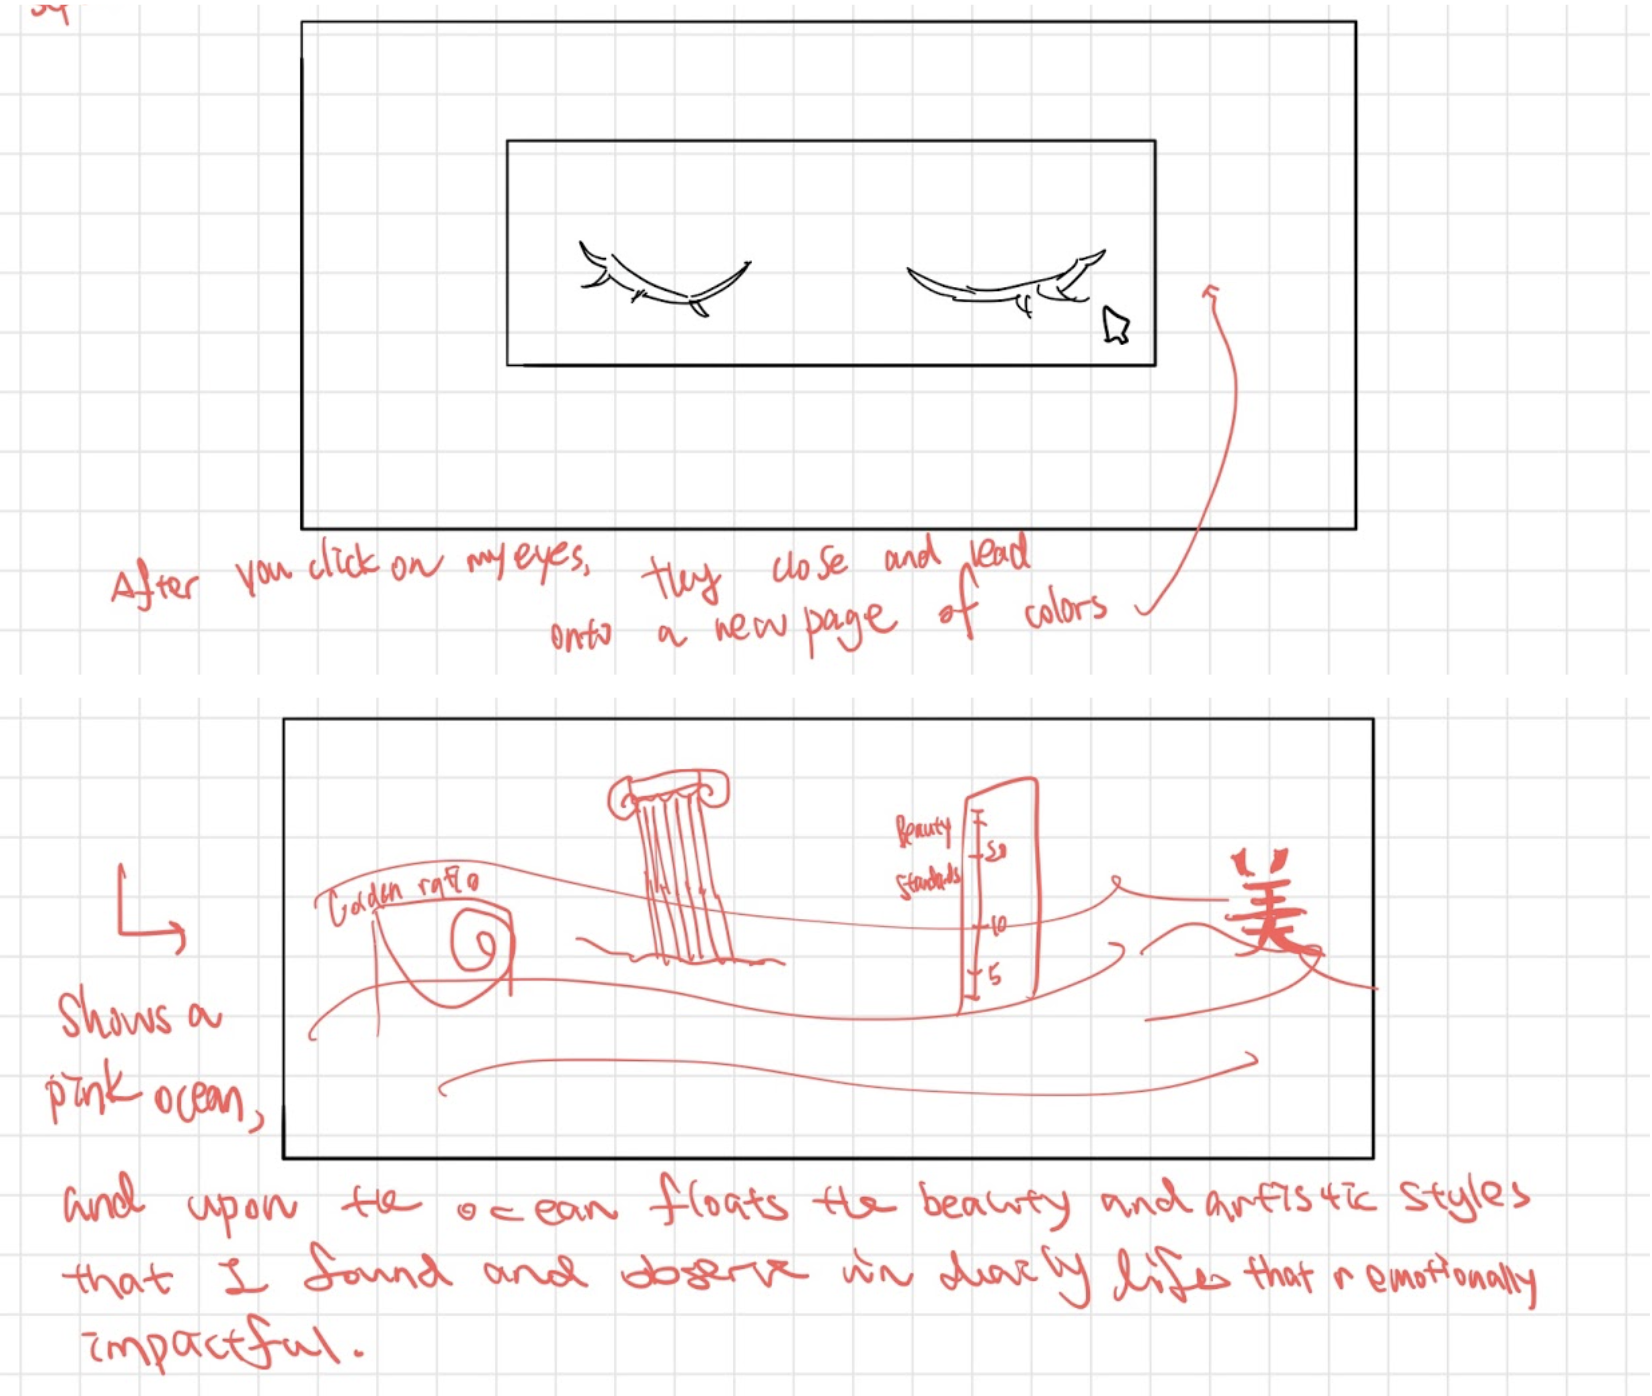 After you click on my eyes, they close and lead
onto a new page of colors
Golden ratio
Beauty
Standards
20
10
5
美
Shows a
pink ocean,
and upon the ocean floats the beauty and artistic styles
that I found and observe in daily lifes that r emotionally
impactful.